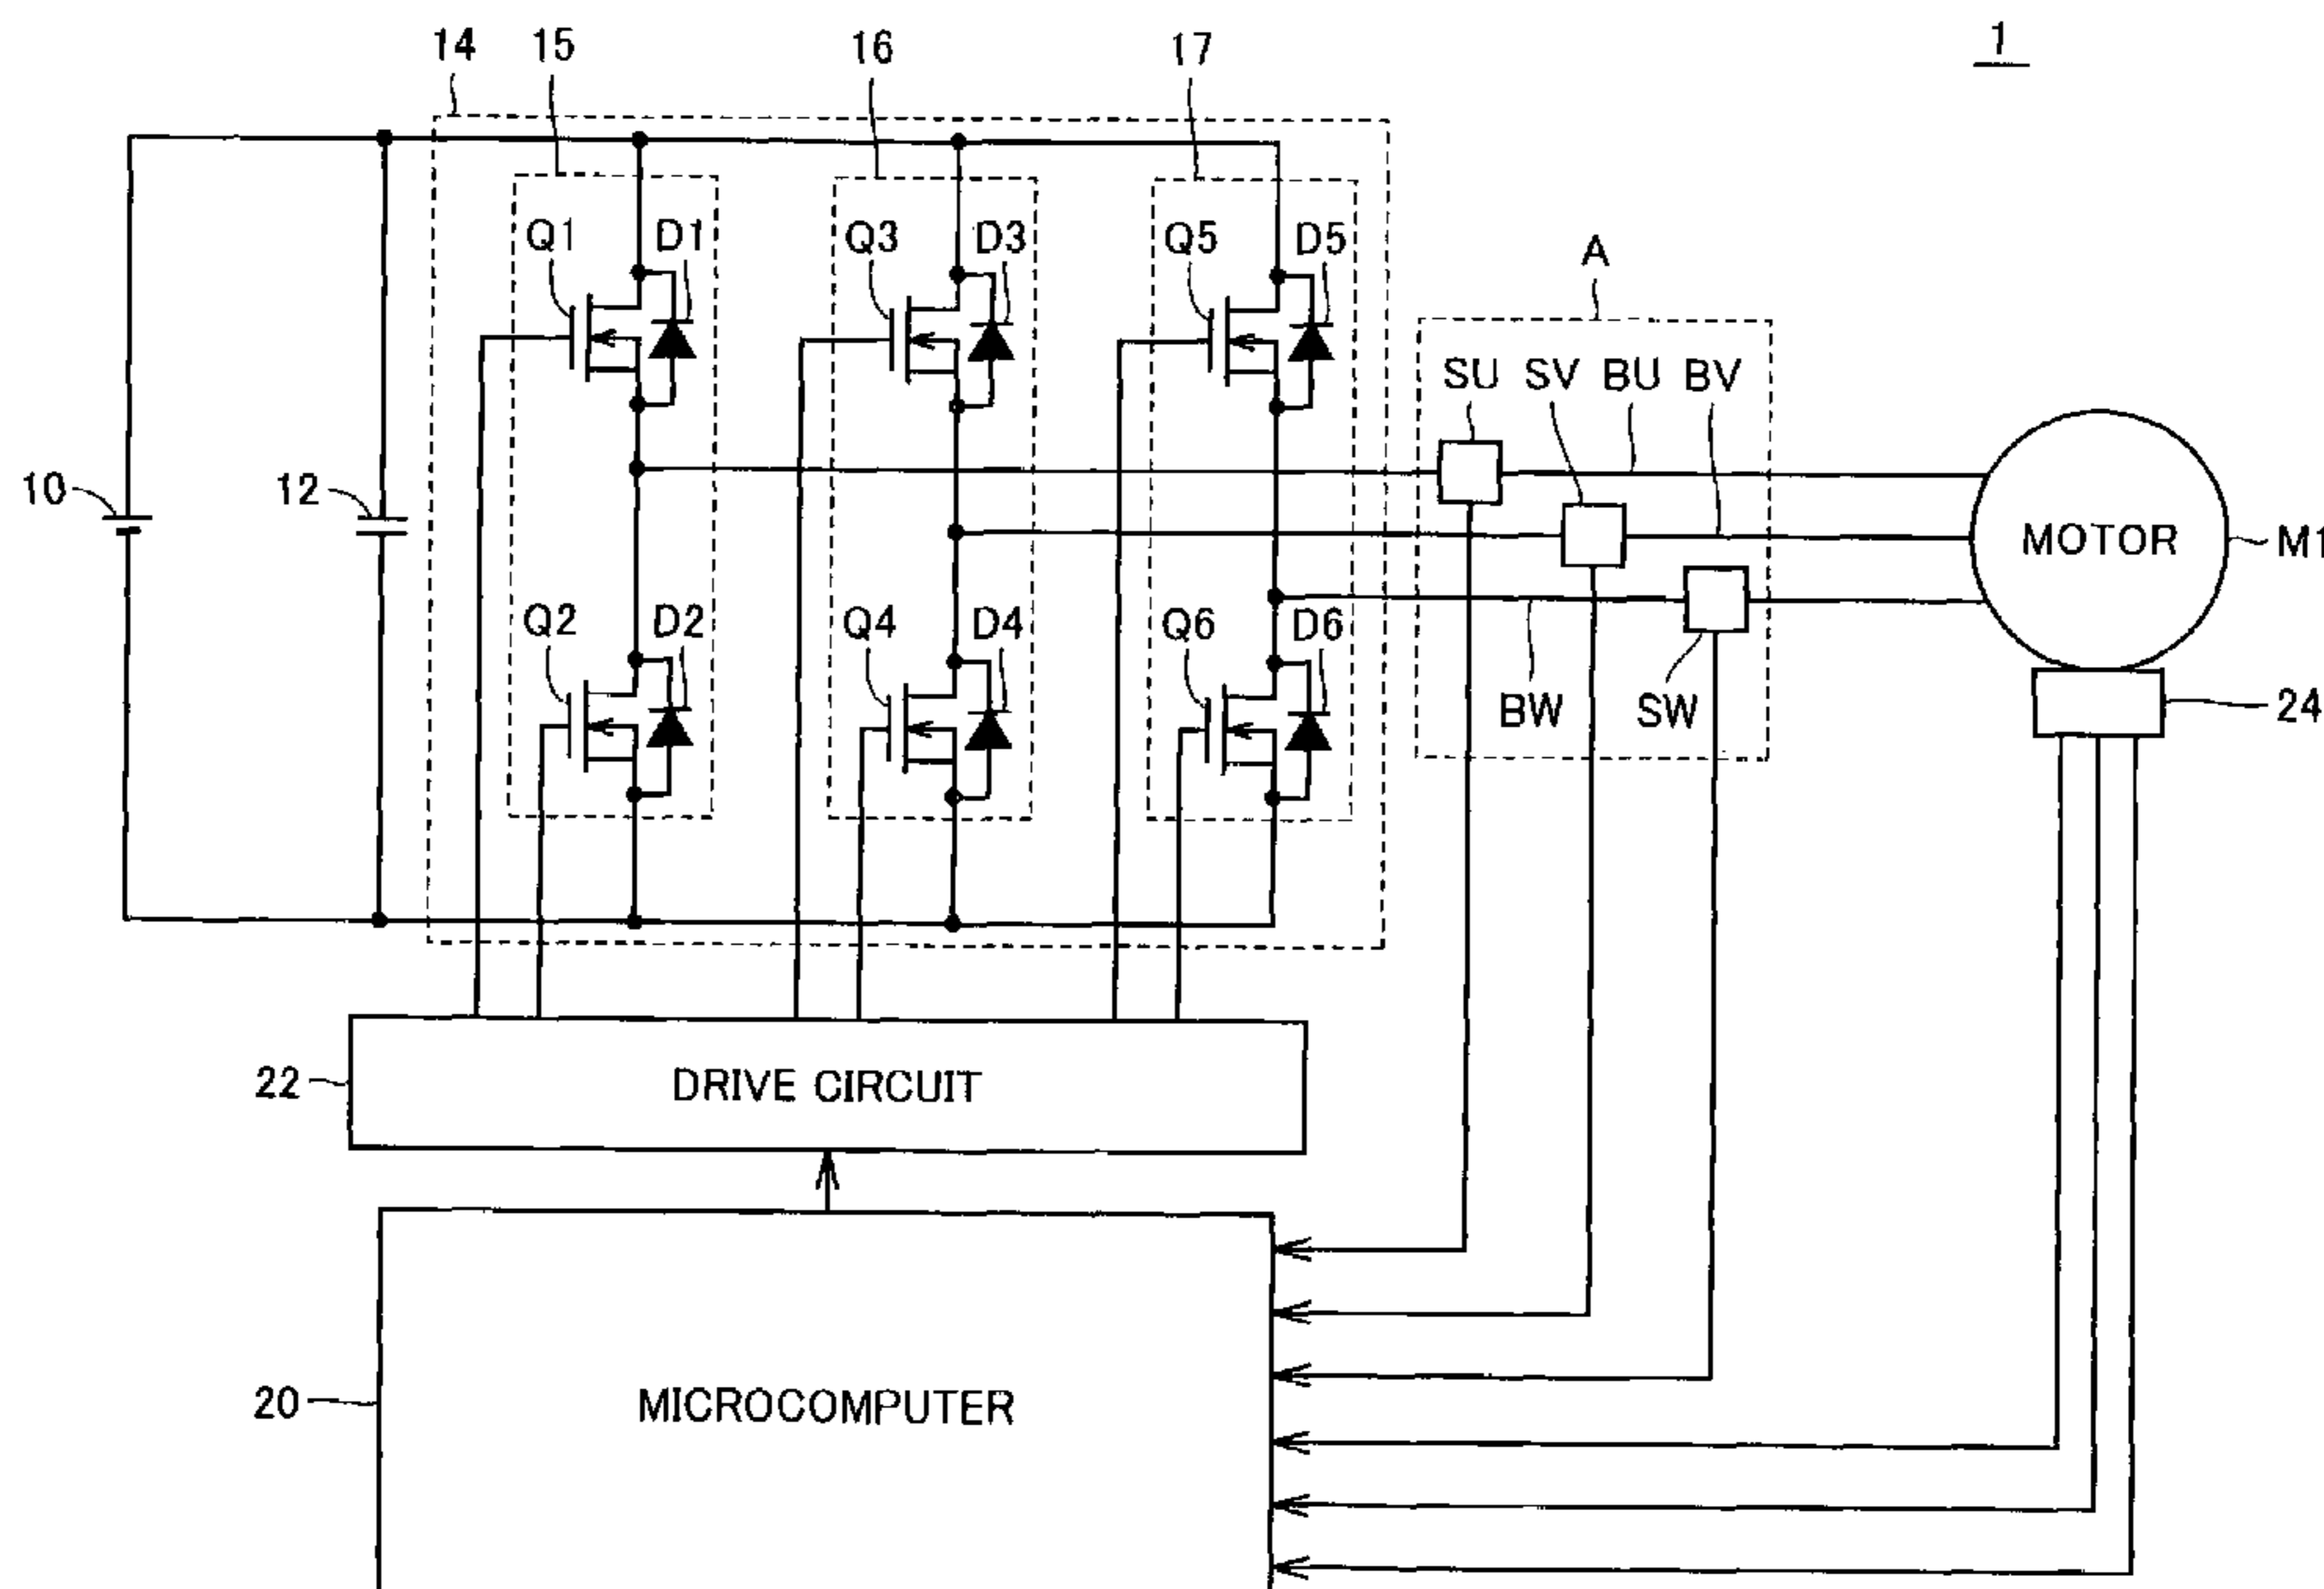 1
14 15 16 17
Q1 D1 Q3 D3 Q5 D5
A
SU SV BU BV
10 12
MOTOR
M1
Q2 D2 Q4 D4 Q6 D6
BW SW
24
22 DRIVE CIRCUIT
20 MICROCOMPUTER